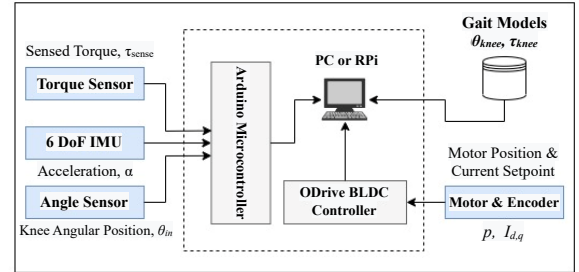 Gait Models
θknee, τknee
Sensed Torque, τsense
Torque Sensor
6 DoF IMU
Acceleration, α
Angle Sensor
Knee Angular Position, θin
Arduino Microcontroller
PC or RPi
ODrive BLDC
Controller
Motor Position &
Current Setpoint
Motor & Encoder
p, Id,q